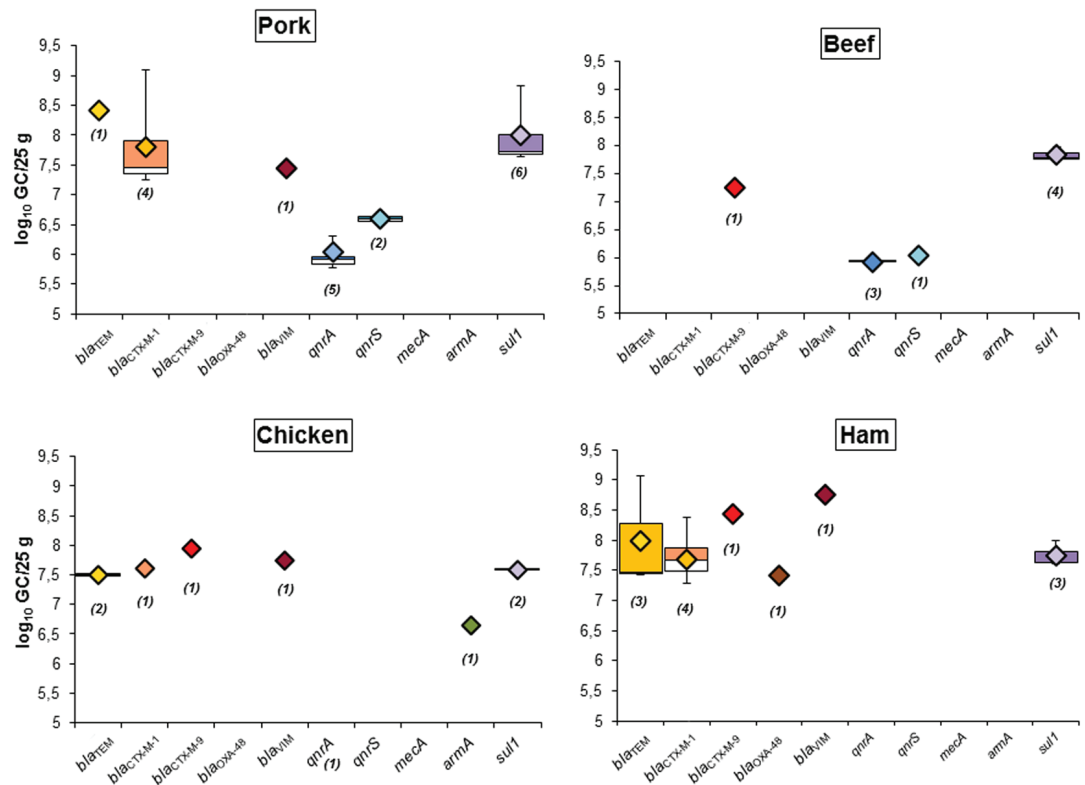 Pork
log10 GC/25 g
9,5
9
8,5
8
7,5
7
6,5
6
5,5
5
(1)
(4)
(1)
(5)
(2)
(6)
blaTEM
blaCTX-M-1
blaCTX-M-9
blaOXA-48
blaVIM
qnrA
qnrS
mecA
armA
sul1
Beef
9,5
9
8,5
8
7,5
7
6,5
6
5,5
5
(1)
(3)
(1)
(4)
blaTEM
blaCTX-M-1
blaCTX-M-9
blaOXA-48
blaVIM
qnrA
qnrS
mecA
armA
sul1
Chicken
log10 GC/25 g
9,5
9
8,5
8
7,5
7
6,5
6
5,5
5
(2)
(1)
(1)
(1)
(1)
(2)
blaTEM
blaCTX-M-1
blaCTX-M-9
blaOXA-48
blaVIM
qnrA
(1)
qnrS
mecA
armA
sul1
Ham
9,5
9
8,5
8
7,5
7
6,5
6
5,5
5
(3)
(4)
(1)
(1)
(1)
(3)
blaTEM
blaCTX-M-1
blaCTX-M-9
blaOXA-48
blaVIM
qnrA
qnrS
mecA
armA
sul1